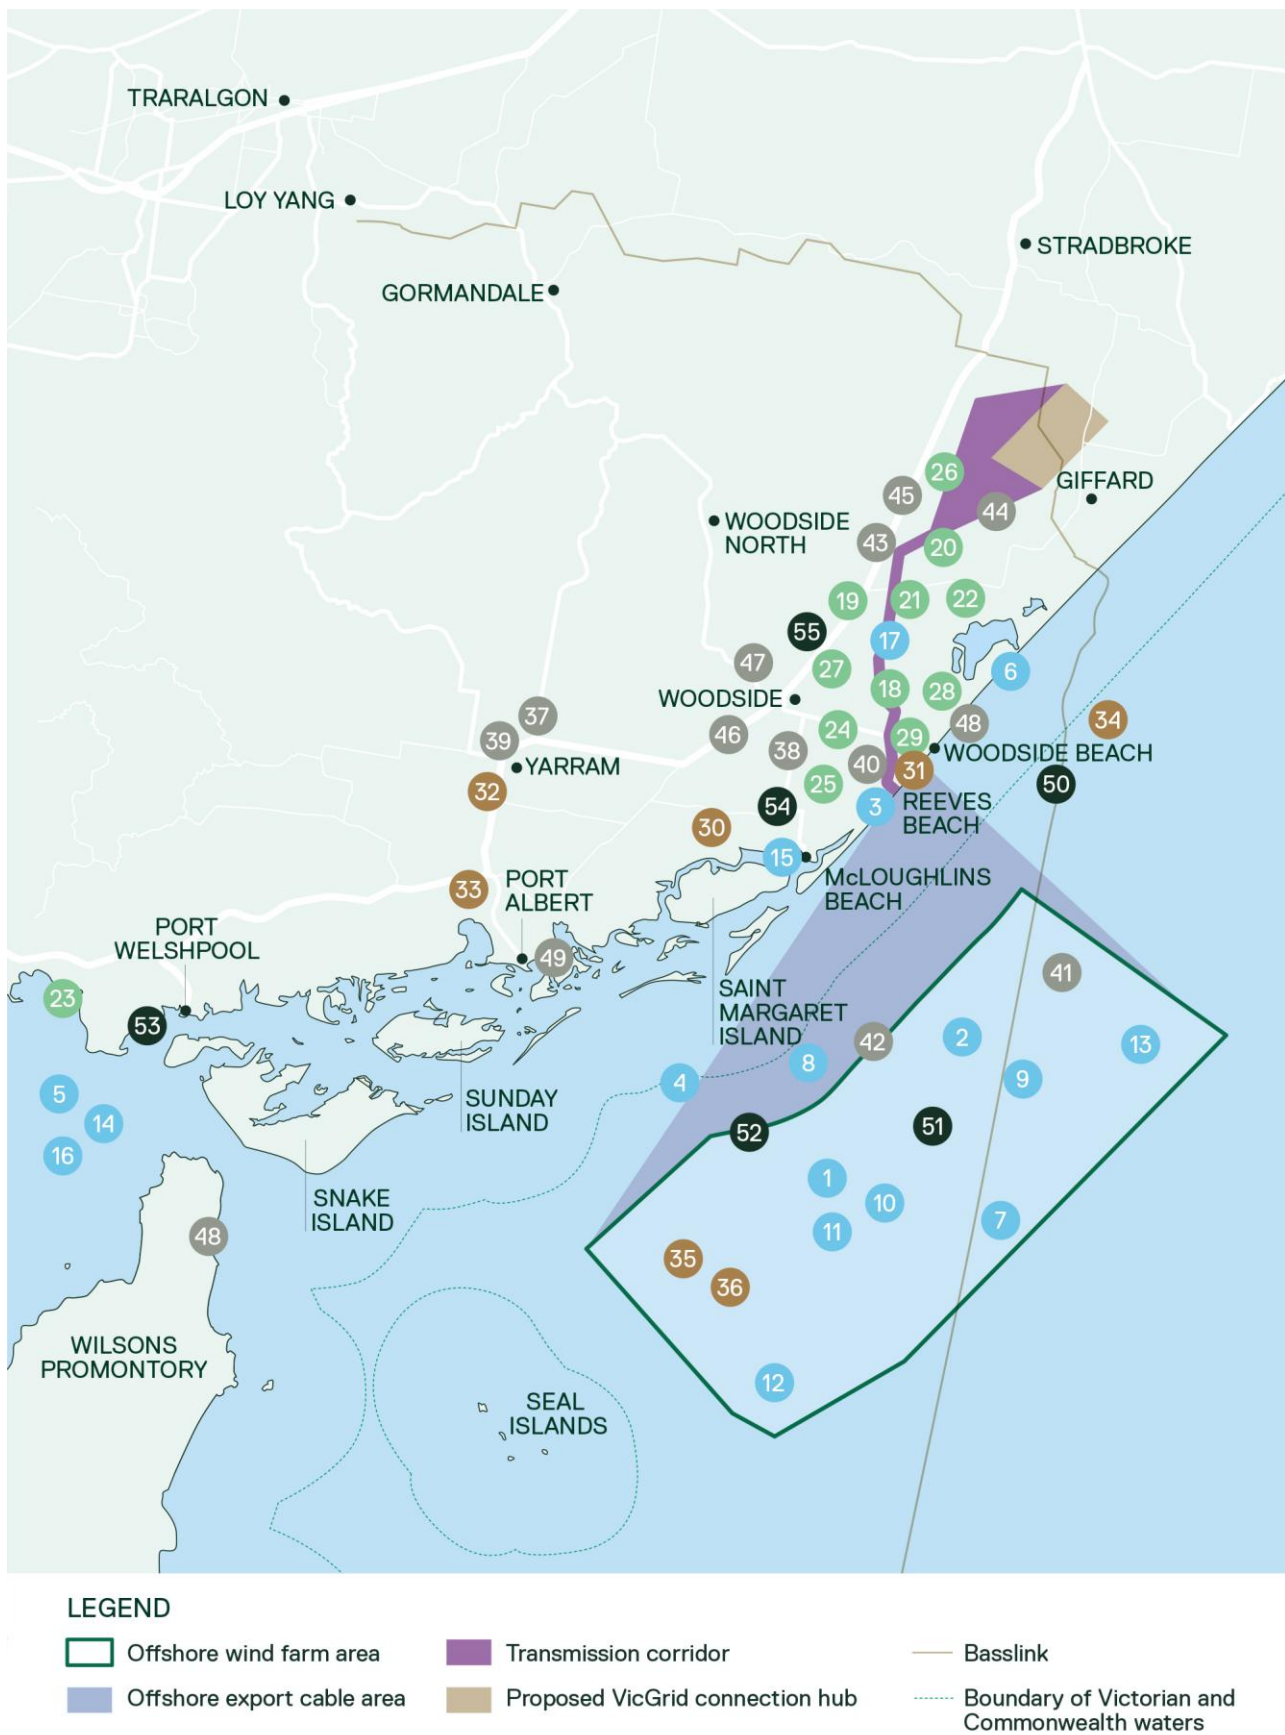 TRARALGON
LOY YANG
STRADBROKE
GORMANDALE
26
45
GIFFARD
44
WOODSIDE
NORTH
43
20
19
21
22
55
17
47
27
6
WOODSIDE
18
28
37
39
46
24
48
34
38
29
WOODSIDE BEACH
YARRAM
40
31
32
25
50
54
3
REEVES
BEACH
30
15
McLOUGHLINS
BEACH
33
PORT
ALBERT
PORT
WELSHPOOL
49
41
23
53
SAINT
MARGARET
ISLAND
42
2
13
8
4
9
5
14
16
SUNDAY
ISLAND
52
51
1
10
SNAKE
ISLAND
11
7
48
35
36
WILSONS
PROMONTORY
12
SEAL
ISLANDS
LEGEND
Offshore wind farm area
Transmission corridor
Basslink
Offshore export cable area
Proposed VicGrid connection hub
Boundary of Victorian and
Commonwealth waters